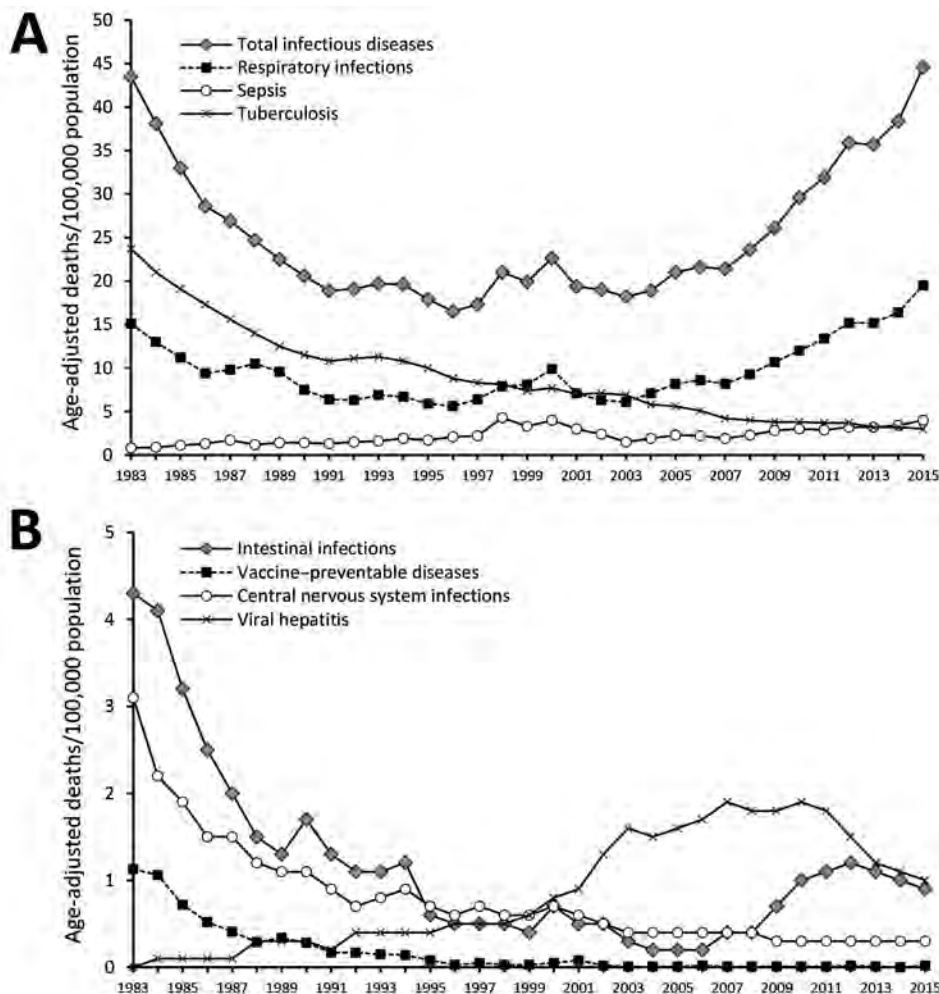 A
Age-adjusted deaths/100,000 population
50
45
40
35
30
25
20
15
10
5
0
Total infectious diseases
Respiratory infections
Sepsis
Tuberculosis
1983 1985 1987 1989 1991 1993 1995 1997 1999 2001 2003 2005 2007 2009 2011 2013 2015
B
Age-adjusted deaths/100,000 population
5
4
3
2
1
0
Intestinal infections
Vaccine–preventable diseases
Central nervous system infections
Viral hepatitis
1983 1985 1987 1989 1991 1993 1995 1997 1999 2001 2003 2005 2007 2009 2011 2013 2015